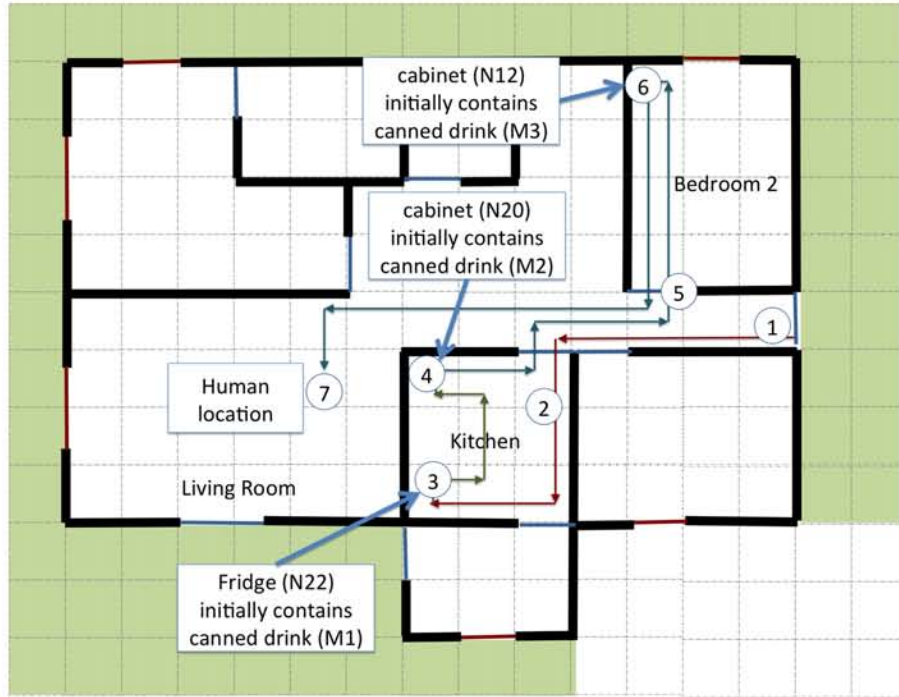 cabinet (N12)
initially contains
canned drink (M3)
6
Bedroom 2
cabinet (N20)
initially contains
canned drink (M2)
5
1
Human
location
7
4
2
Kitchen
3
Living Room
Fridge (N22)
initially contains
canned drink (M1)